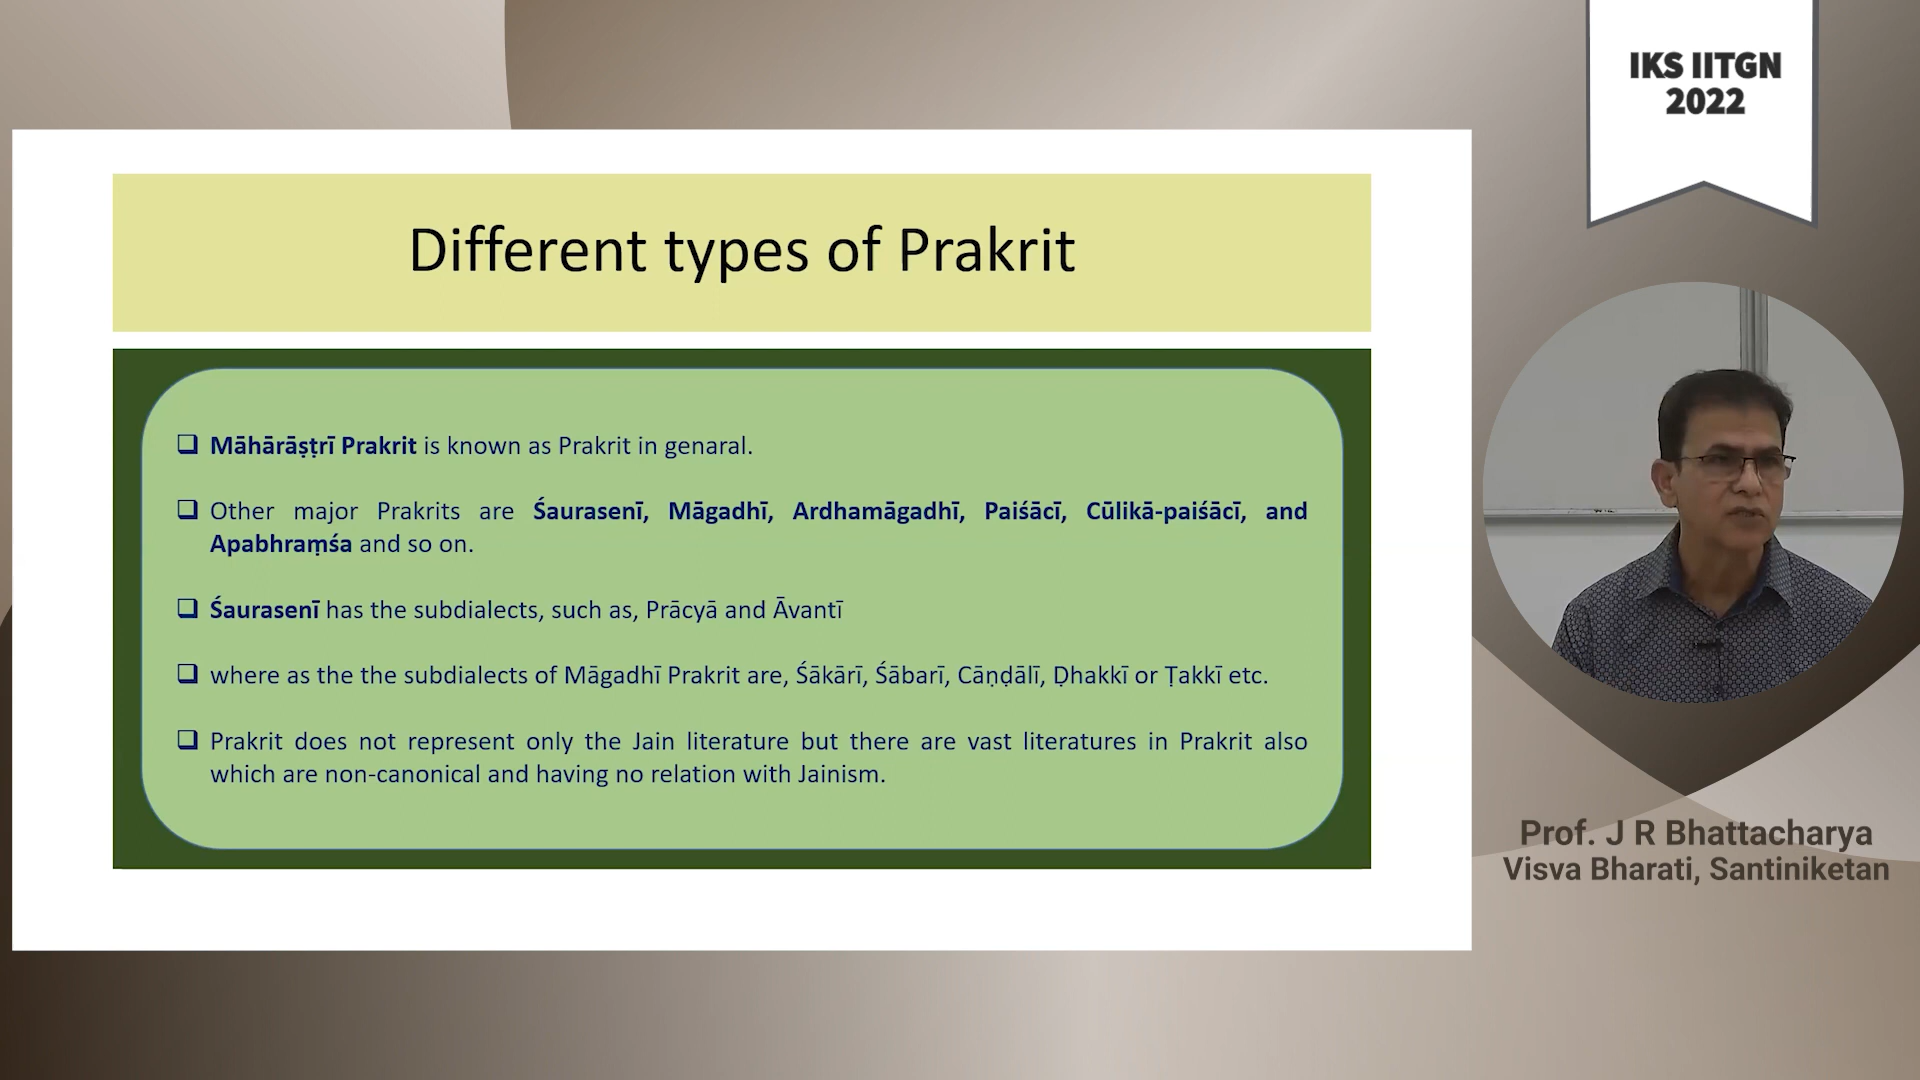 IKS IITGN
2022
Different types of Prakrit
❑ Māhārāṣṭrī Prakrit is known as Prakrit in genaral.
❑ Other major Prakrits are Śaurasenī, Māgadhī, Ardhamāgadhī, Paiśācī, Cūlikā-paiśācī, and
Apabhraṃśa and so on.
❑ Śaurasenī has the subdialects, such as, Prācyā and Āvantī
❑ where as the the subdialects of Māgadhī Prakrit are, Śākārī, Śābarī, Cāṇḍālī, Ḍhakkī or Ṭakkī etc.
❑ Prakrit does not represent only the Jain literature but there are vast literatures in Prakrit also
which are non-canonical and having no relation with Jainism.
Prof. J R Bhattacharya
Visva Bharati, Santiniketan